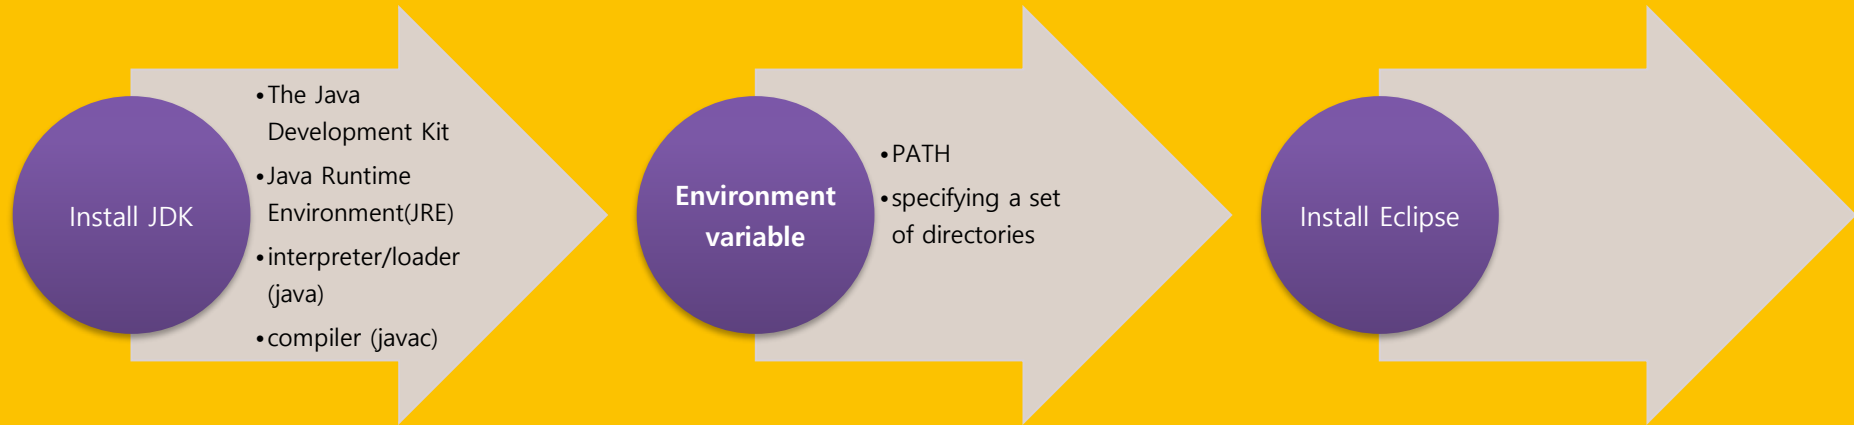 Install JDK
•The Java
Development Kit
•Java Runtime
Environment(JRE)
•interpreter/loader
(java)
•compiler (javac)
Environment
variable
•PATH
•specifying a set
of directories
Install Eclipse